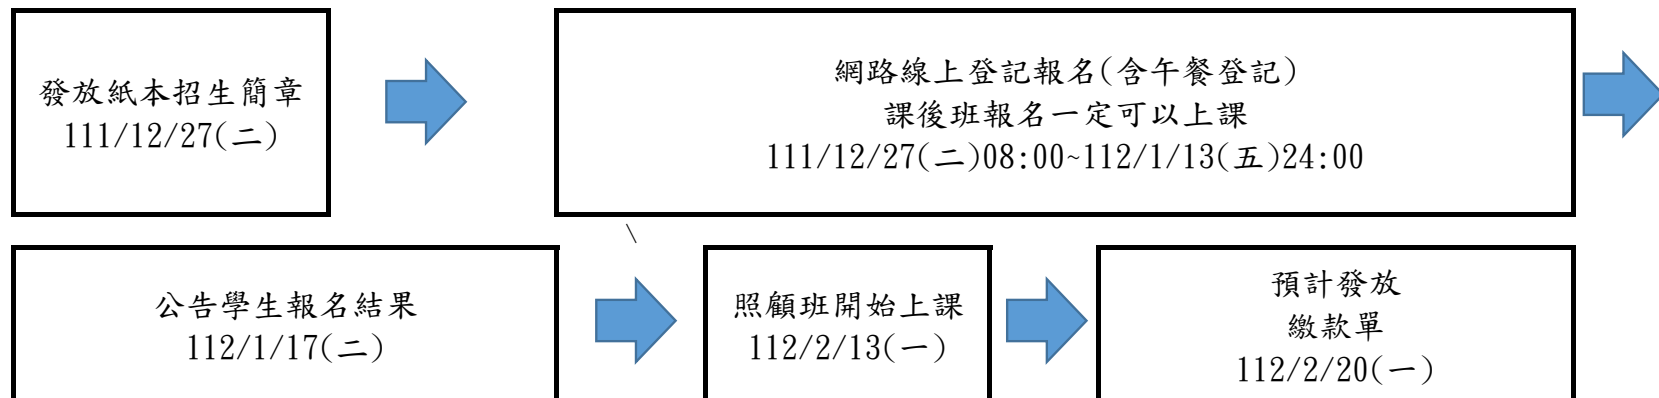 發放紙本招生簡章
111/12/27(二)
網路線上登記報名(含午餐登記)
課後班報名一定可以上課
111/12/27(二)08:00~112/1/13(五)24:00
\
公告學生報名結果
112/1/17(二)
照顧班開始上課
112/2/13(一)
預計發放
繳款單
112/2/20(一)